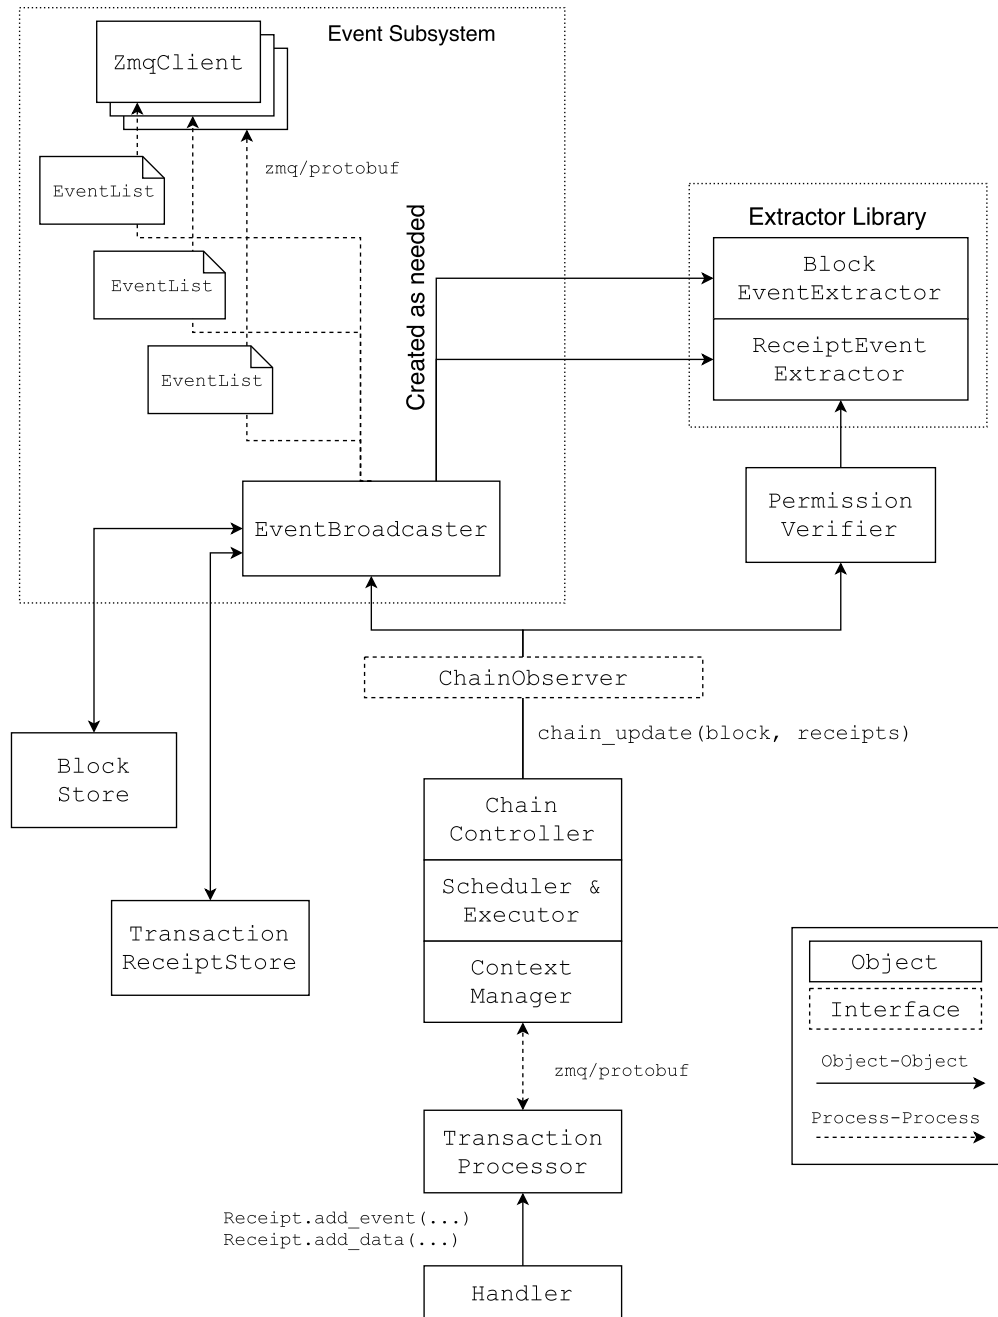 Event Subsystem
ZmqClient
zmq/protobuf
EventList
EventList
EventList
Created as needed
Extractor Library
Block
EventExtractor
ReceiptEvent
Extractor
EventBroadcaster
Permission
Verifier
ChainObserver
chain_update(block, receipts)
Block
Store
Chain
Controller
Scheduler &
Executor
Context
Manager
Transaction
ReceiptStore
zmq/protobuf
Transaction
Processor
Receipt.add_event(...)
Receipt.add_data(...)
Handler
Object
Interface
Object-Object
Process-Process